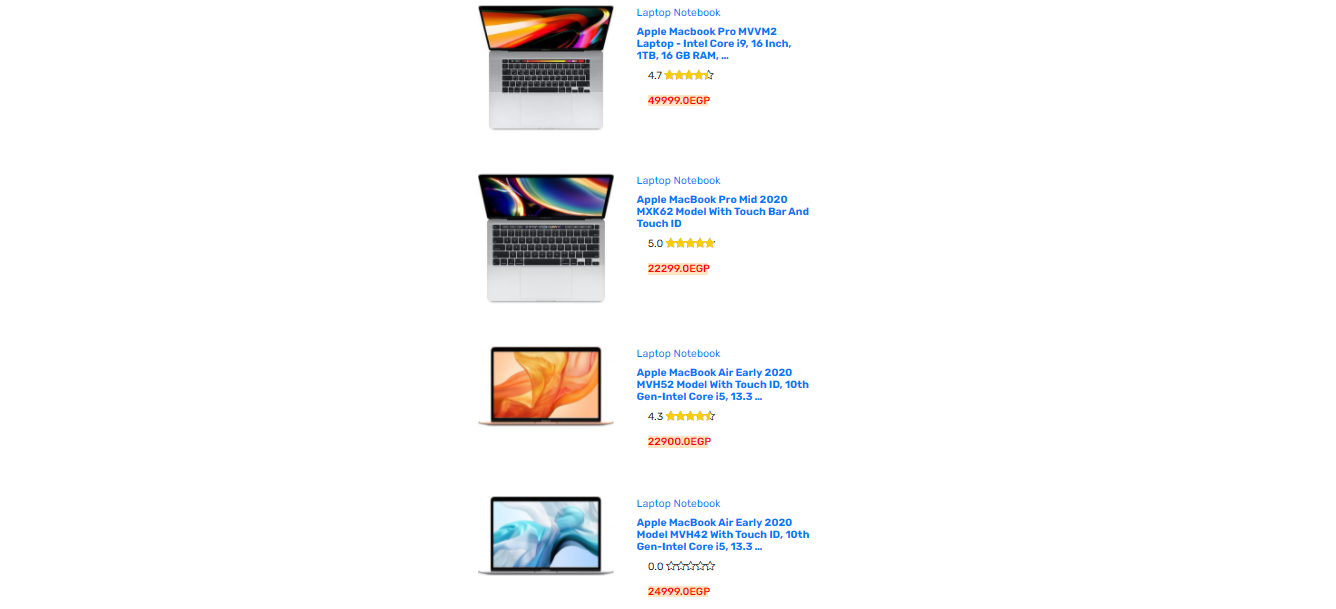 Laptop Notebook
Apple Macbook Pro MVVM2
Laptop - Intel Core i9, 16 Inch,
1TB, 16 GB RAM, ...
4.7
49999.0EGP
Laptop Notebook
Apple MacBook Pro Mid 2020
MXK62 Model With Touch Bar And
Touch ID
5.0
22299.0EGP
Laptop Notebook
Apple MacBook Air Early 2020
MVH52 Model With Touch ID, 10th
Gen-Intel Core i5, 13.3 ...
4.3
22900.0EGP
Laptop Notebook
Apple MacBook Air Early 2020
Model MVH42 With Touch ID, 10th
Gen-Intel Core i5, 13.3 ...
0.0
24999.0EGP